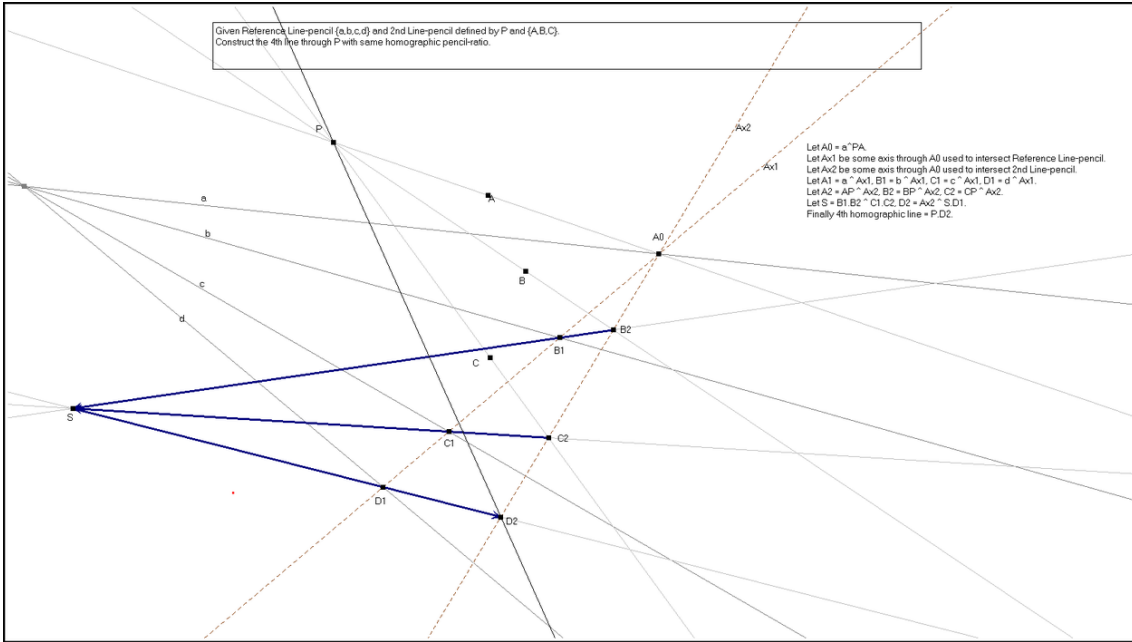 Given Reference Line-pencil {a,b,c,d} and 2nd Line-pencil defined by P and {A,B,C}.
Construct the 4th line through P with same homographic pencil-ratio.
P
Ax2
Let A0 = a^PA.
Let Ax1 be some axis through A0 used to intersect Reference Line-pencil.
Ax1
Let Ax2 be some axis through A0 used to intersect 2nd Line-pencil.
Let A1 = a ^ Ax1, B1 = b ^ Ax1, C1 = c ^ Ax1, D1 = d ^ Ax1.
Let A2 = AP ^ Ax2, B2 = BP ^ Ax2, C2 = CP ^ Ax2.
Let S = B1.B2 ^ C1.C2, D2 = Ax2 ^ S.D1.
Finally 4th homographic line = P.D2.
a
A
b
A0
c
B
d
B2
B1
C
S
C1
C2
D1
D2